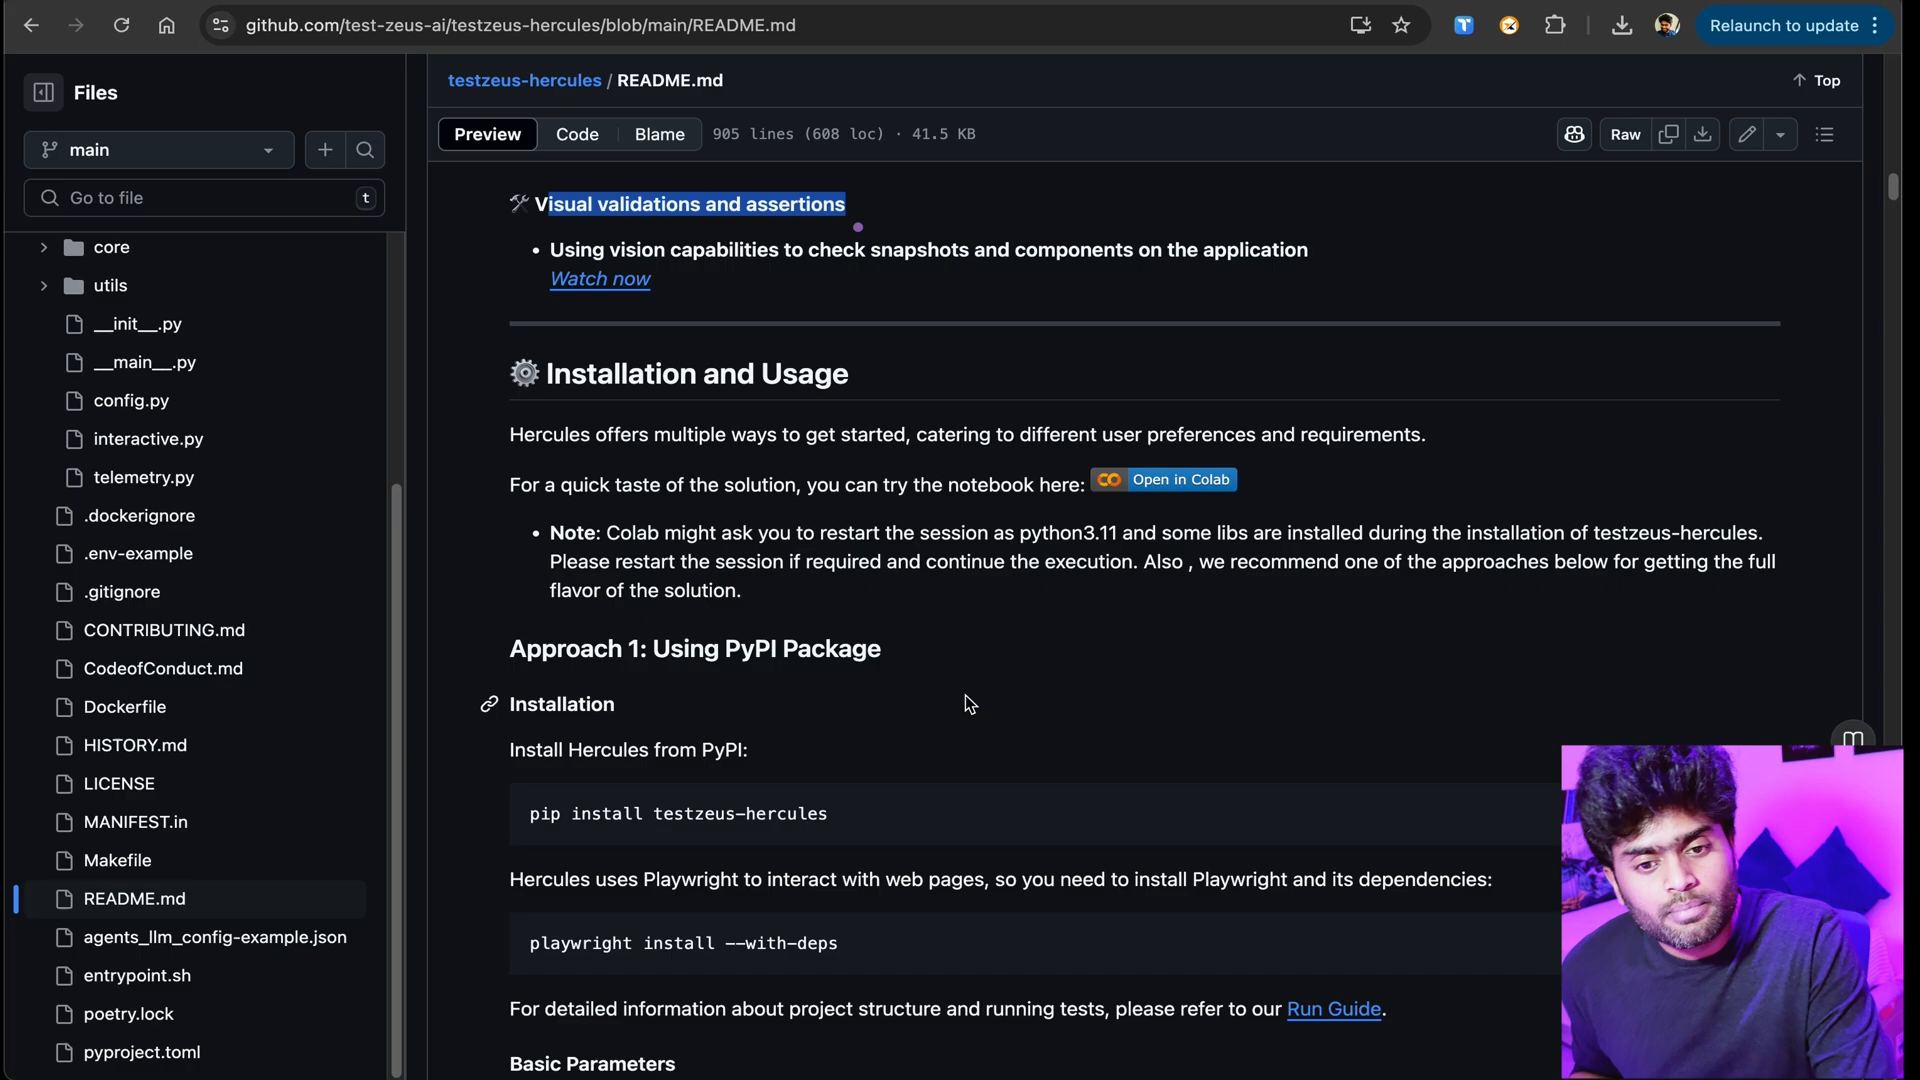 github.com/test-zeus-ai/testzeus-hercules/blob/main/README.md
Relaunch to update
Files
main
Go to file
t
core
utils
__init__.py
__main__.py
config.py
interactive.py
telemetry.py
.dockerignore
.env-example
.gitignore
CONTRIBUTING.md
CodeofConduct.md
Dockerfile
HISTORY.md
LICENSE
MANIFEST.in
Makefile
README.md
agents_llm_config-example.json
entrypoint.sh
poetry.lock
pyproject.toml
testzeus-hercules / README.md
Top
Preview Code Blame 905 lines (608 loc) · 41.5 KB
Raw
🛠️ Visual validations and assertions
• Using vision capabilities to check snapshots and components on the application
Watch now
⚙️ Installation and Usage
Hercules offers multiple ways to get started, catering to different user preferences and requirements.
For a quick taste of the solution, you can try the notebook here: Open in Colab
• Note: Colab might ask you to restart the session as python3.11 and some libs are installed during the installation of testzeus-hercules.
Please restart the session if required and continue the execution. Also , we recommend one of the approaches below for getting the full
flavor of the solution.
Approach 1: Using PyPI Package
Installation
Install Hercules from PyPI:
pip install testzeus-hercules
Hercules uses Playwright to interact with web pages, so you need to install Playwright and its dependencies:
playwright install --with-deps
For detailed information about project structure and running tests, please refer to our Run Guide.
Basic Parameters